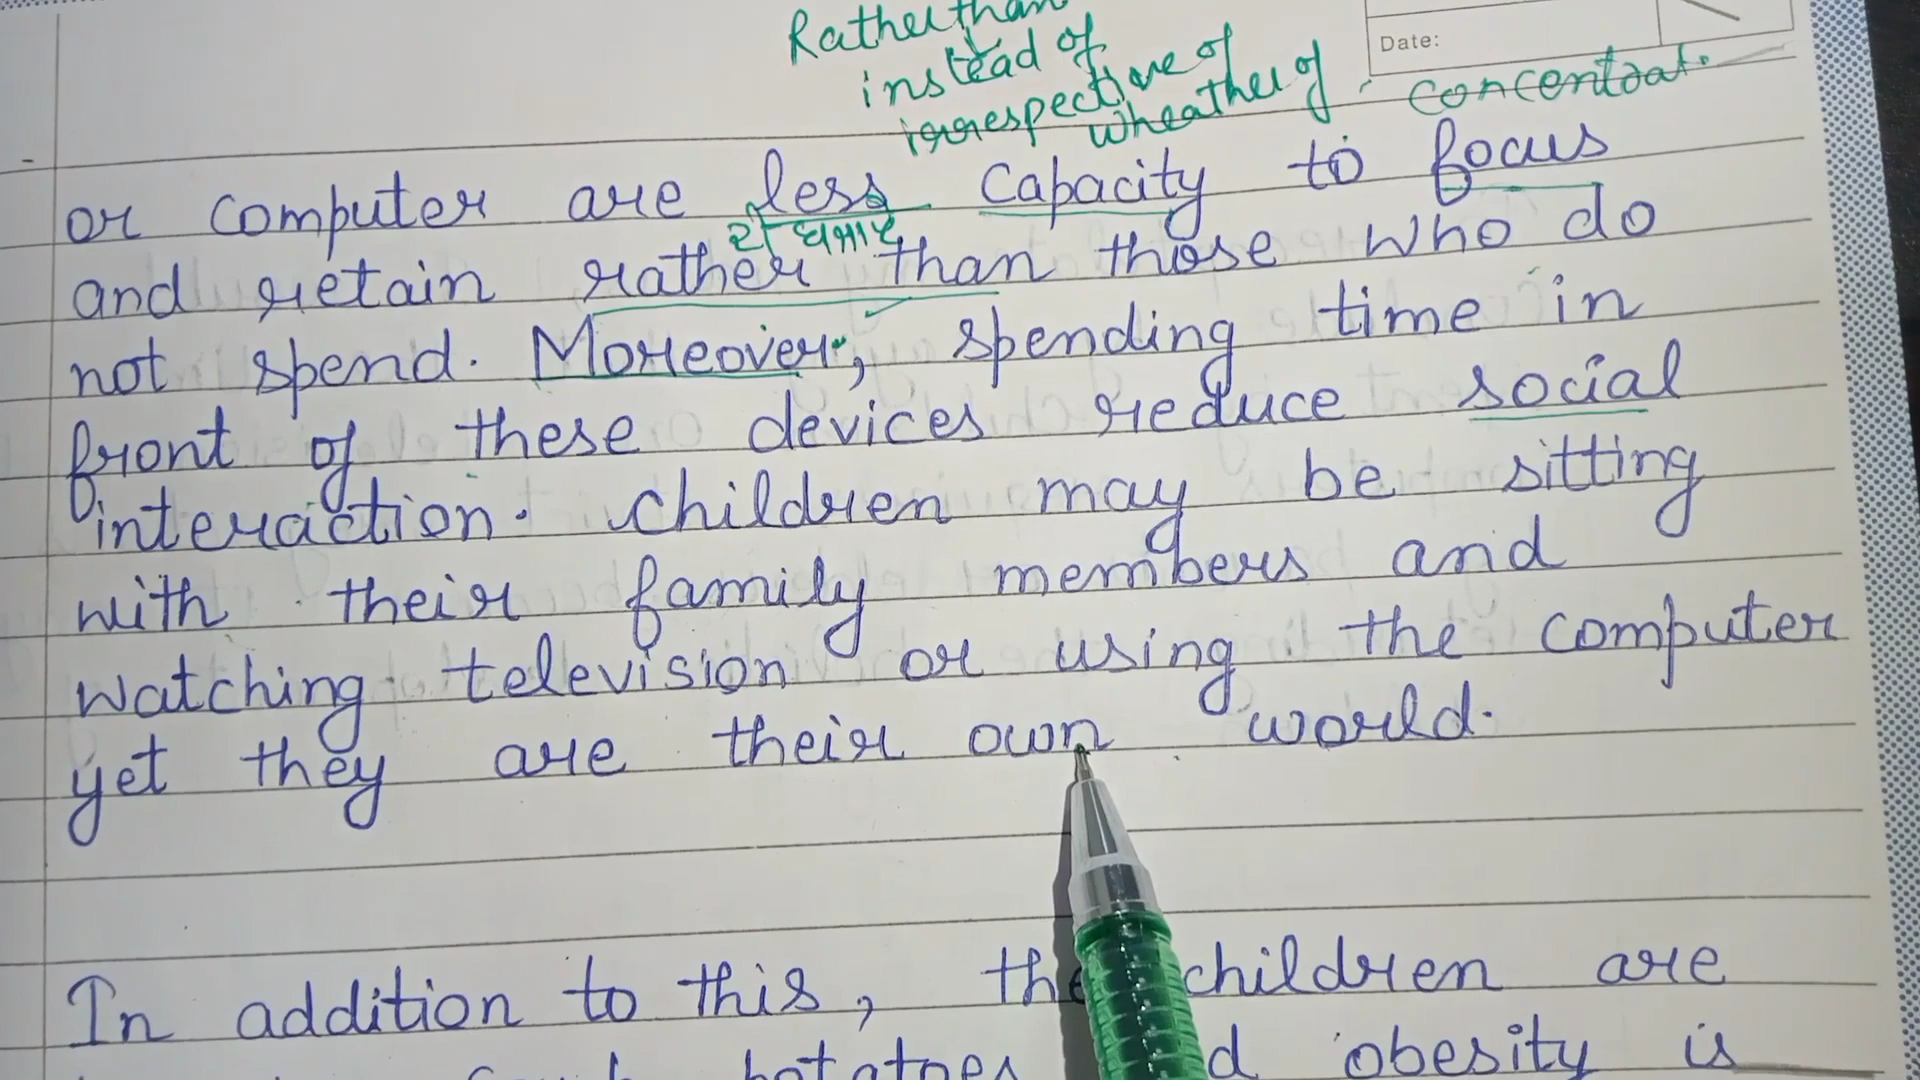 Rather than
instead of
irrespective of
wheather of
Date:
concentrat
or computer are less capacity to focus
and retain rather than those who do
not spend. Moreover, spending time in
front of these devices reduce social
interaction. children may be sitting
with their family members and
watching television or using the computer
yet they are their own world.
In addition to this, the children are
potatoes obesity is